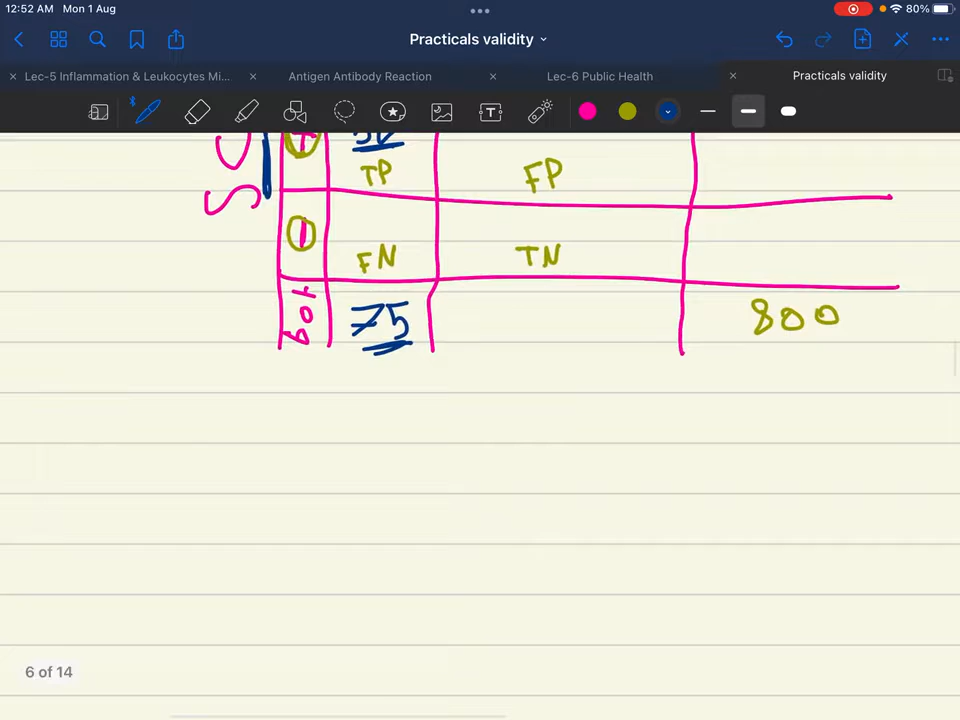 12:52 AM Mon 1 Aug
80%
Practicals validity
Lec-5 Inflammation & Leukocytes Mi...
Antigen Antibody Reaction
Lec-6 Public Health
Practicals validity
TP
FP
FN
TN
75
800
6 of 14